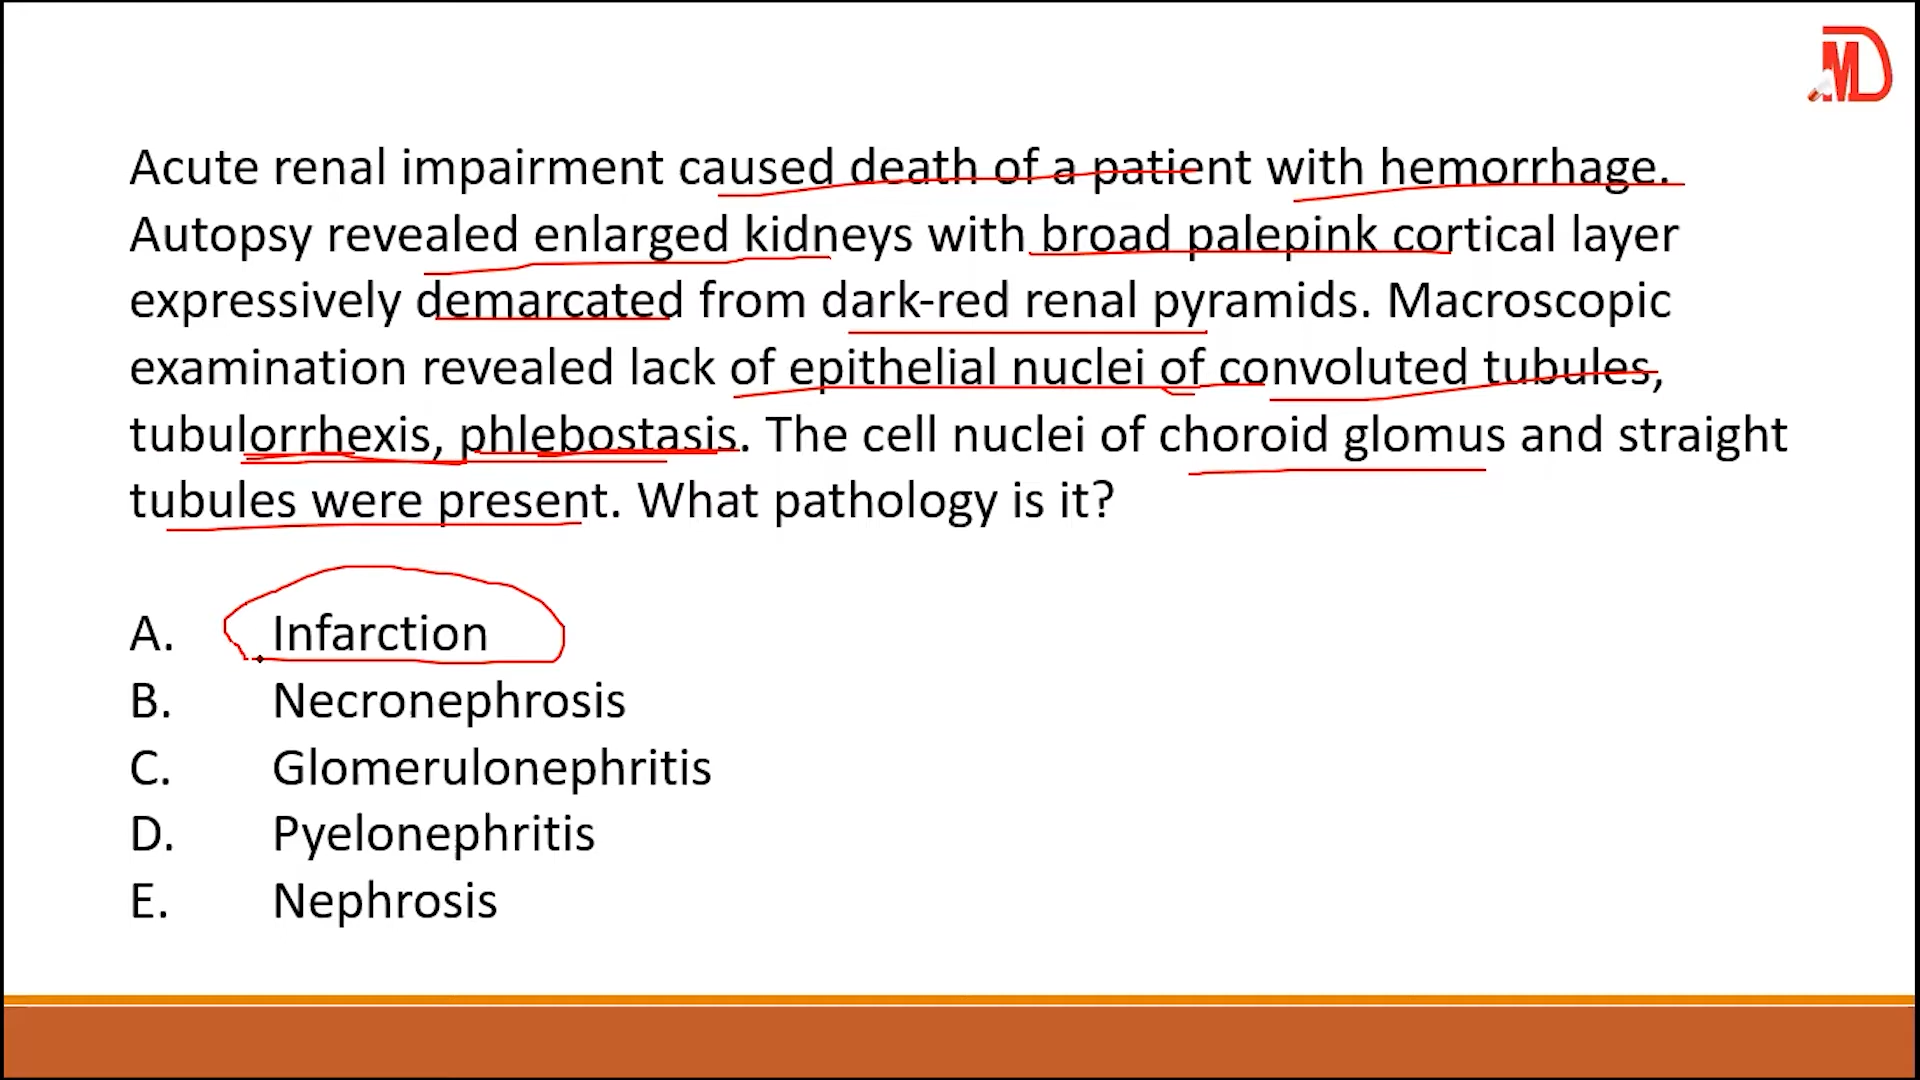 MD
Acute renal impairment caused death of a patient with hemorrhage.
Autopsy revealed enlarged kidneys with broad palepink cortical layer
expressively demarcated from dark-red renal pyramids. Macroscopic
examination revealed lack of epithelial nuclei of convoluted tubules,
tubulorrhexis, phlebostasis. The cell nuclei of choroid glomus and straight
tubules were present. What pathology is it?
A. Infarction
B. Necronephrosis
C. Glomerulonephritis
D. Pyelonephritis
E. Nephrosis